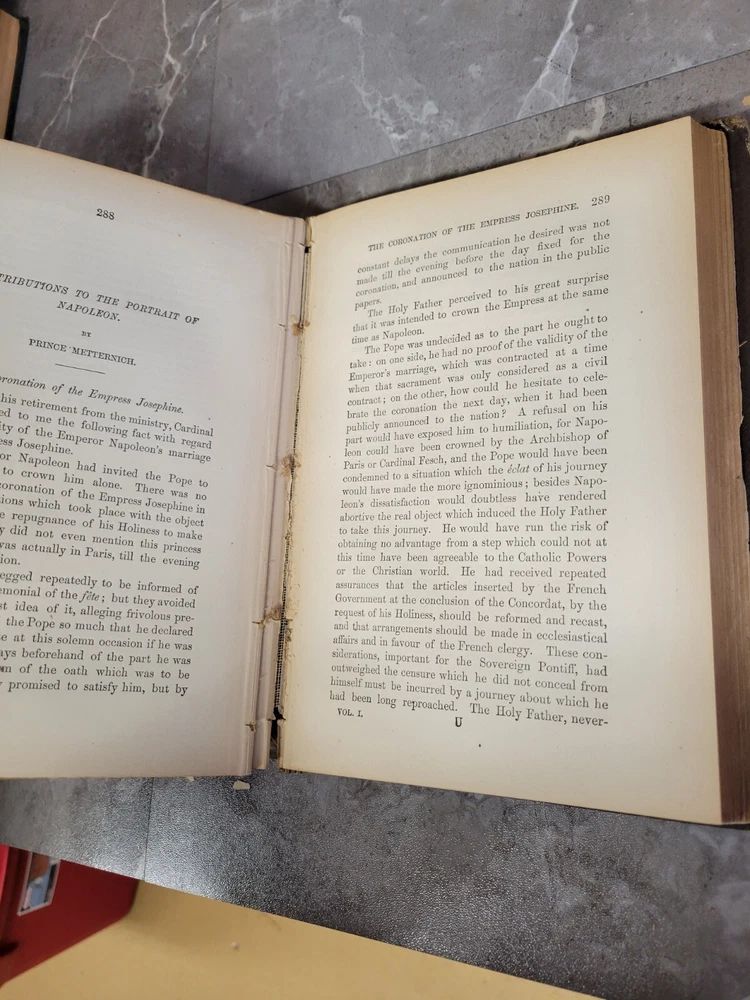 288
TRIBUTIONS TO THE PORTRAIT OF
NAPOLEON.
BY
PRINCE METTERNICH.
oronation of the Empress Josephine.
his retirement from the ministry, Cardinal
ed to me the following fact with regard
ity of the Emperor Napoleon's marriage
ess Josephine.
or Napoleon had invited the Pope to
to crown him alone. There was no
coronation of the Empress Josephine in
ions which took place with the object
e repugnance of his Holiness to make
y did not even mention this princess
was actually in Paris, till the evening
ion.
egged repeatedly to be informed of
emonial of the fête; but they avoided
st idea of it, alleging frivolous pre-
the Pope so much that he declared
e at this solemn occasion if he was
ays beforehand of the part he was
m of the oath which was to be
y promised to satisfy him, but by
THE CORONATION OF THE EMPRESS JOSEPHINE. 289
constant delays the communication he desired was not
made till the evening before the day fixed for the
coronation, and announced to the nation in the public
papers.
The Holy Father perceived to his great surprise
that it was intended to crown the Empress at the same
time as Napoleon.
The Pope was undecided as to the part he ought to
take: on one side, he had no proof of the validity of the
Emperor's marriage, which was contracted at a time
when that sacrament was only considered as a civil
contract; on the other, how could he hesitate to cele-
brate the coronation the next day, when it had been
publicly announced to the nation? A refusal on his
part would have exposed him to humiliation, for Napo-
leon could have been crowned by the Archbishop of
Paris or Cardinal Fesch, and the Pope would have been
condemned to a situation which the éclat of his journey
would have made the more ignominious; besides Napo-
leon's dissatisfaction would doubtless have rendered
abortive the real object which induced the Holy Father
to take this journey. He would have run the risk of
obtaining no advantage from a step which could not at
this time have been agreeable to the Catholic Powers
or the Christian world. He had received repeated
assurances that the articles inserted by the French
Government at the conclusion of the Concordat, by the
request of his Holiness, should be reformed and recast,
and that arrangements should be made in ecclesiastical
affairs and in favour of the French clergy. These con-
siderations, important for the Sovereign Pontiff, had
outweighed the censure which he did not conceal from
himself must be incurred by a journey about which he
had been long reproached. The Holy Father, never-
VOL. I. U